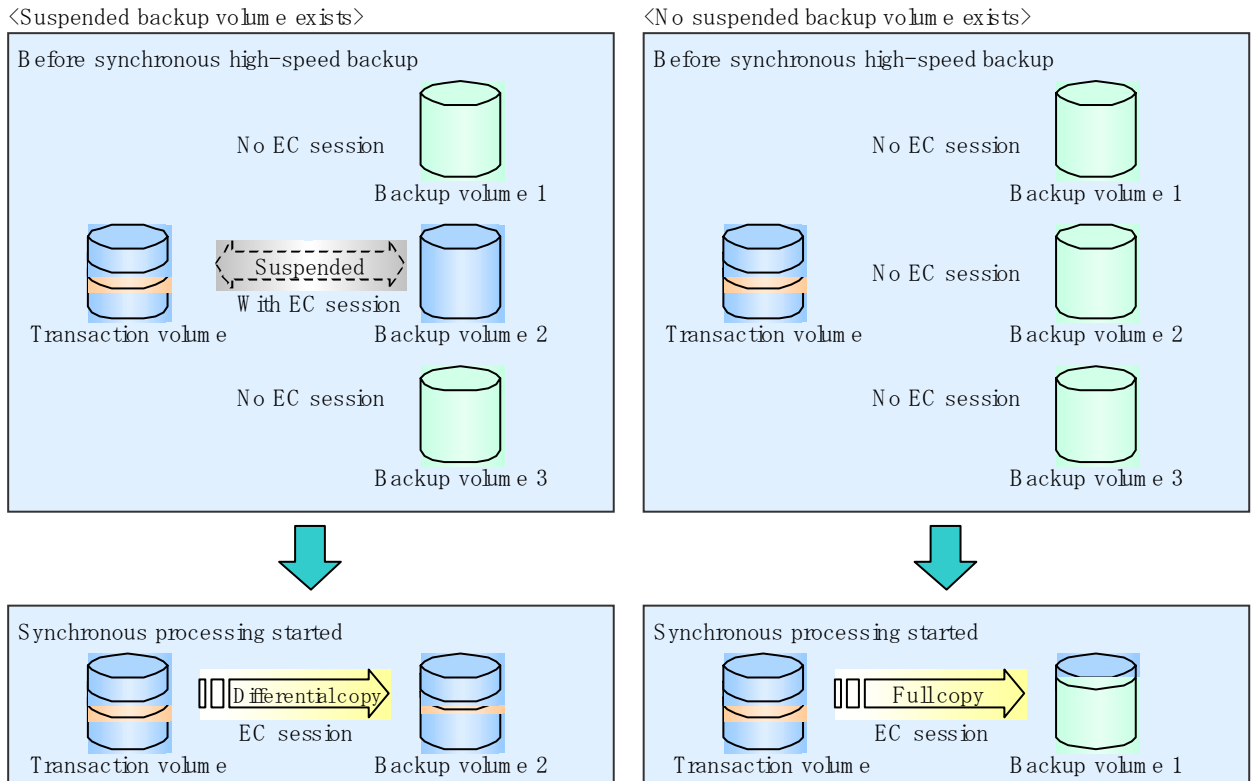 <Suspended backup volume exists>
Before synchronous high-speed backup
No EC session
Backup volume 1
Suspended
With EC session
Transaction volume
Backup volume 2
No EC session
Backup volume 3
Synchronous processing started
Differential copy
EC session
Transaction volume
Backup volume 2
<No suspended backup volume exists>
Before synchronous high-speed backup
No EC session
Backup volume 1
No EC session
Transaction volume
Backup volume 2
No EC session
Backup volume 3
Synchronous processing started
Full copy
EC session
Transaction volume
Backup volume 1